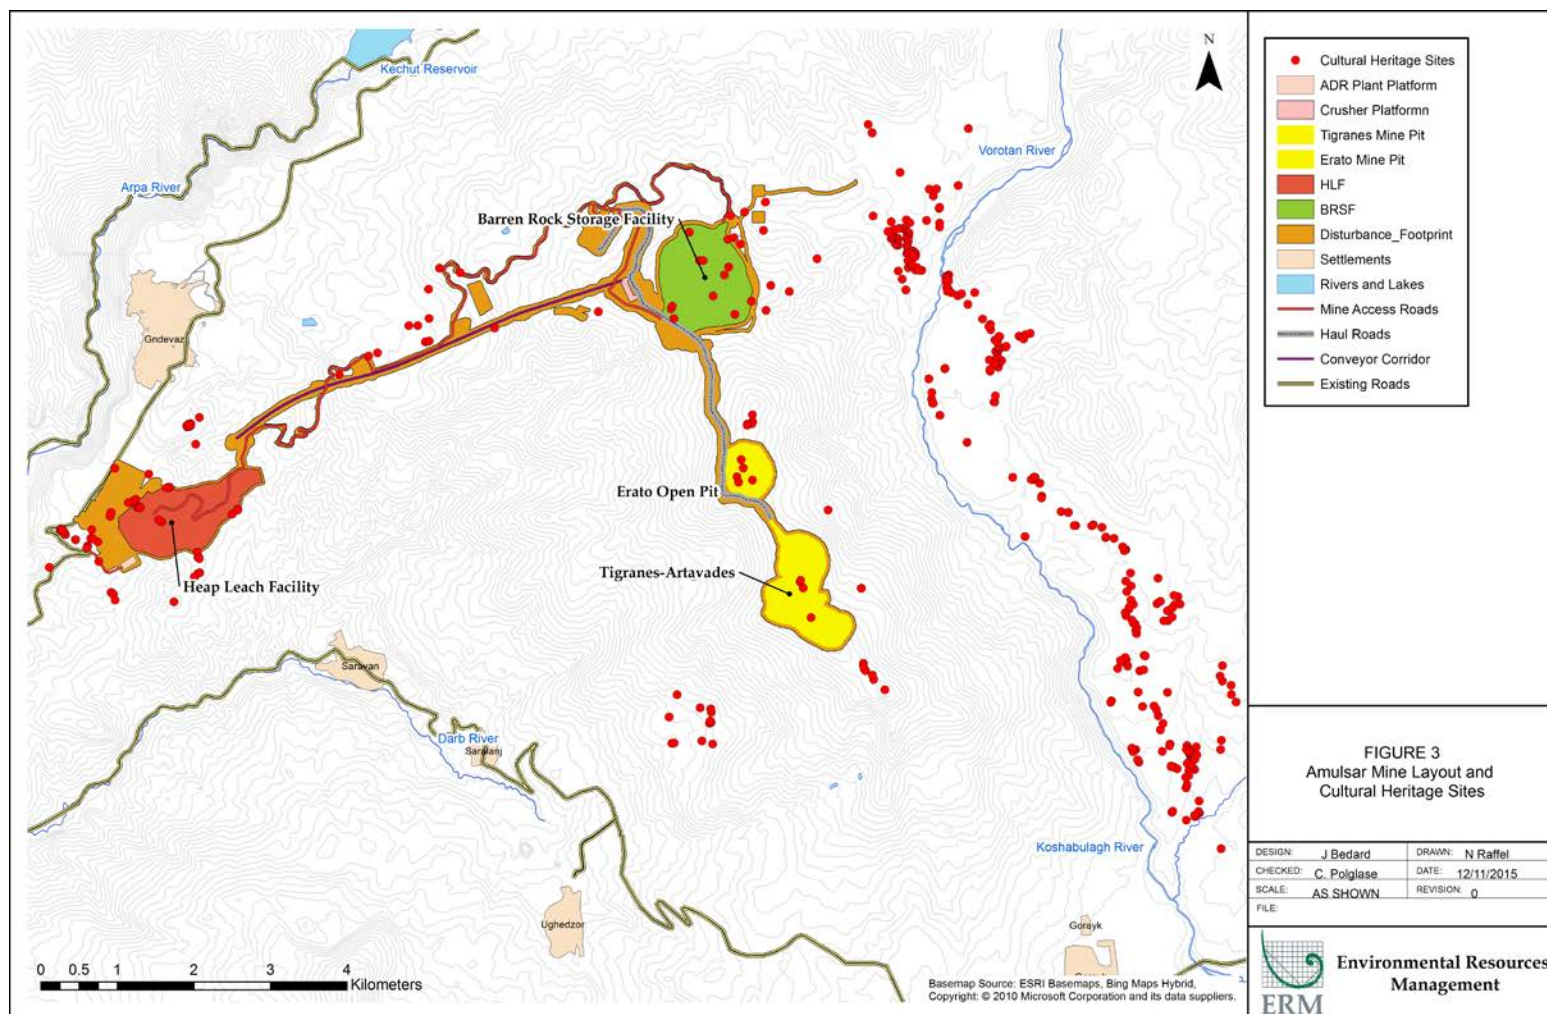 Kechut Reservoir
N
Vorotan River
Arpa River
Barren Rock Storage Facility
Gndevaz
Erato Open Pit
Tigranes-Artavades
Heap Leach Facility
Saravan
Darb River
Saralanj
Koshabulagh River
Ughedzor
Gorayk
0 0.5 1 2 3 4
Kilometers
Basemap Source: ESRI Basemaps, Bing Maps Hybrid,
Copyright: © 2010 Microsoft Corporation and its data suppliers.
Cultural Heritage Sites
ADR Plant Platform
Crusher Platformn
Tigranes Mine Pit
Erato Mine Pit
HLF
BRSF
Disturbance_Footprint
Settlements
Rivers and Lakes
Mine Access Roads
Haul Roads
Conveyor Corridor
Existing Roads
FIGURE 3
Amulsar Mine Layout and
Cultural Heritage Sites
DESIGN: J Bedard DRAWN: N Raffel
CHECKED: C. Polglase DATE: 12/11/2015
SCALE: AS SHOWN REVISION: 0
FILE:
ERM
Environmental Resources
Management